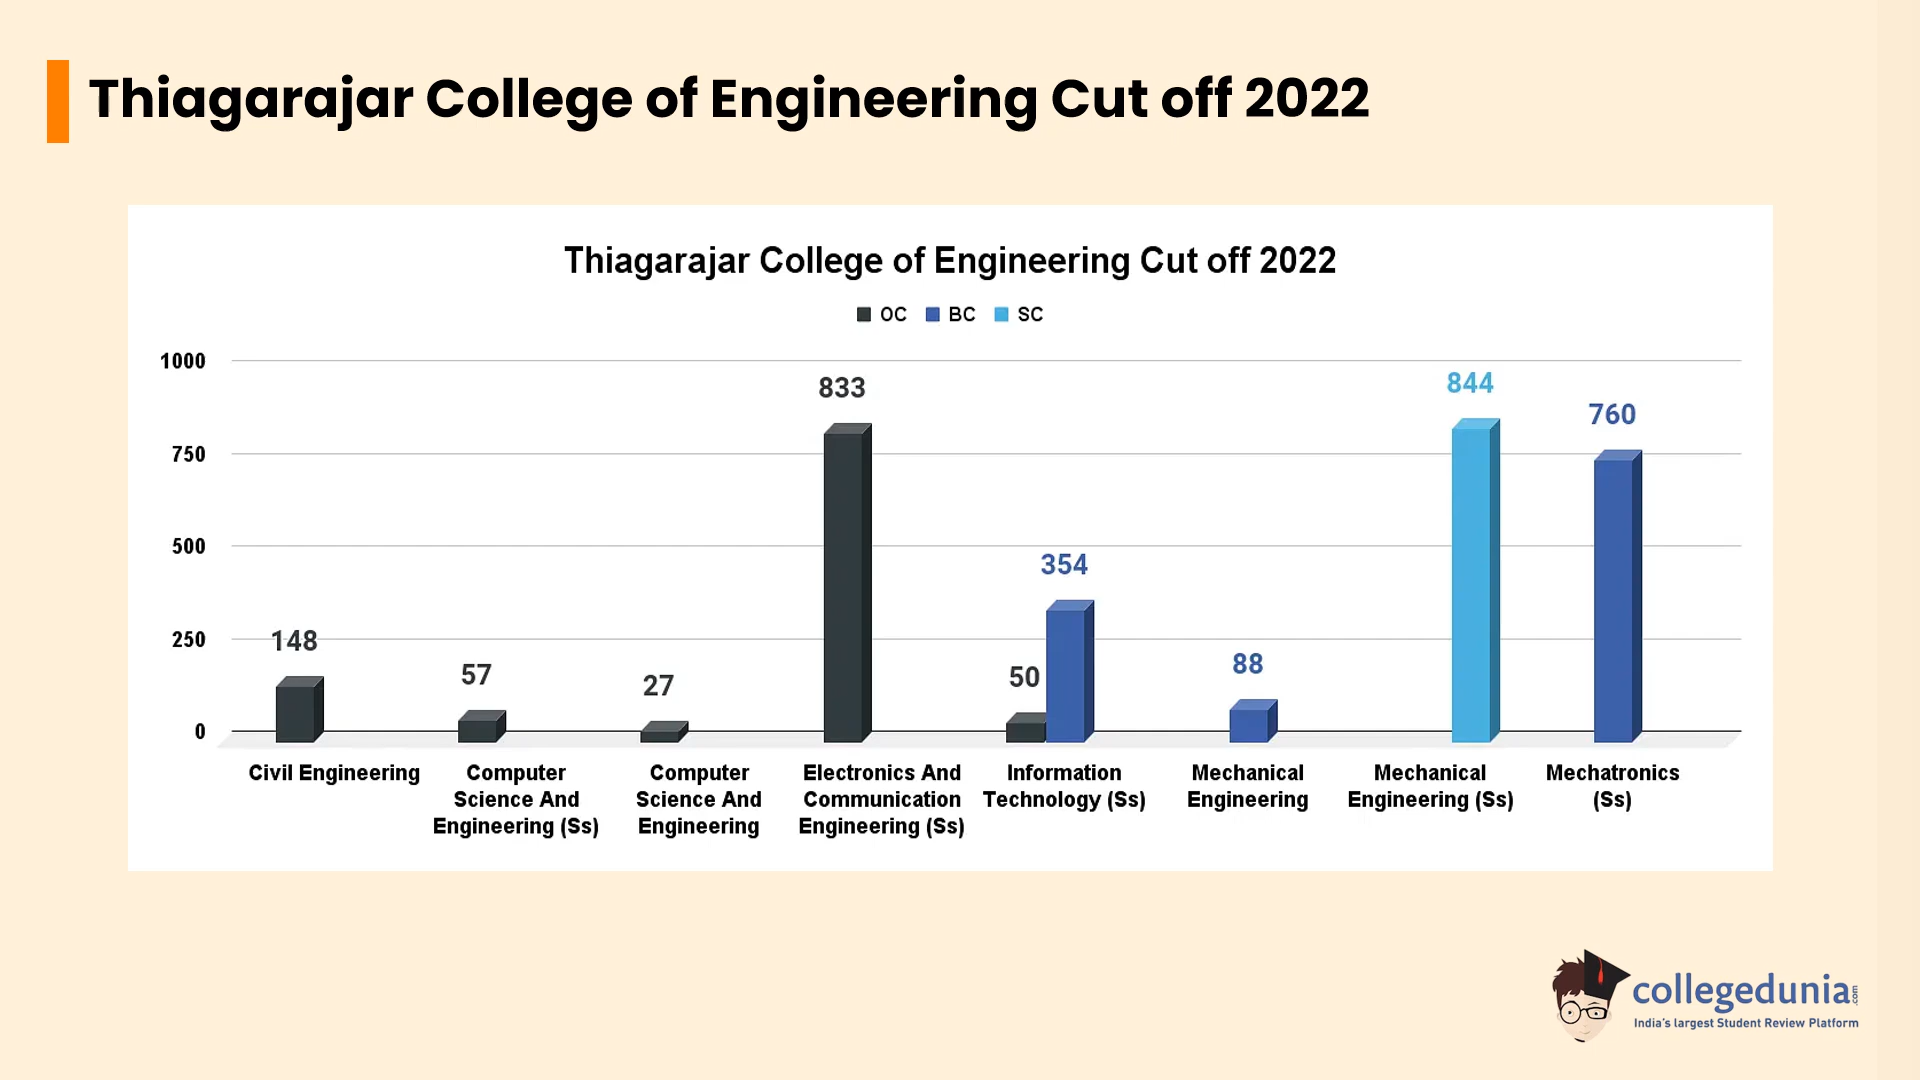 Thiagarajar College of Engineering Cut off 2022
Thiagarajar College of Engineering Cut off 2022
OC BC SC
1000
750
500
250
0
148
57
27
833
50
354
88
844
760
Civil Engineering
Computer
Science And
Engineering (Ss)
Computer
Science And
Engineering
Electronics And
Communication
Engineering (Ss)
Information
Technology (Ss)
Mechanical
Engineering
Mechanical
Engineering (Ss)
Mechatronics
(Ss)
collegedunia.com
India's largest Student Review Platform